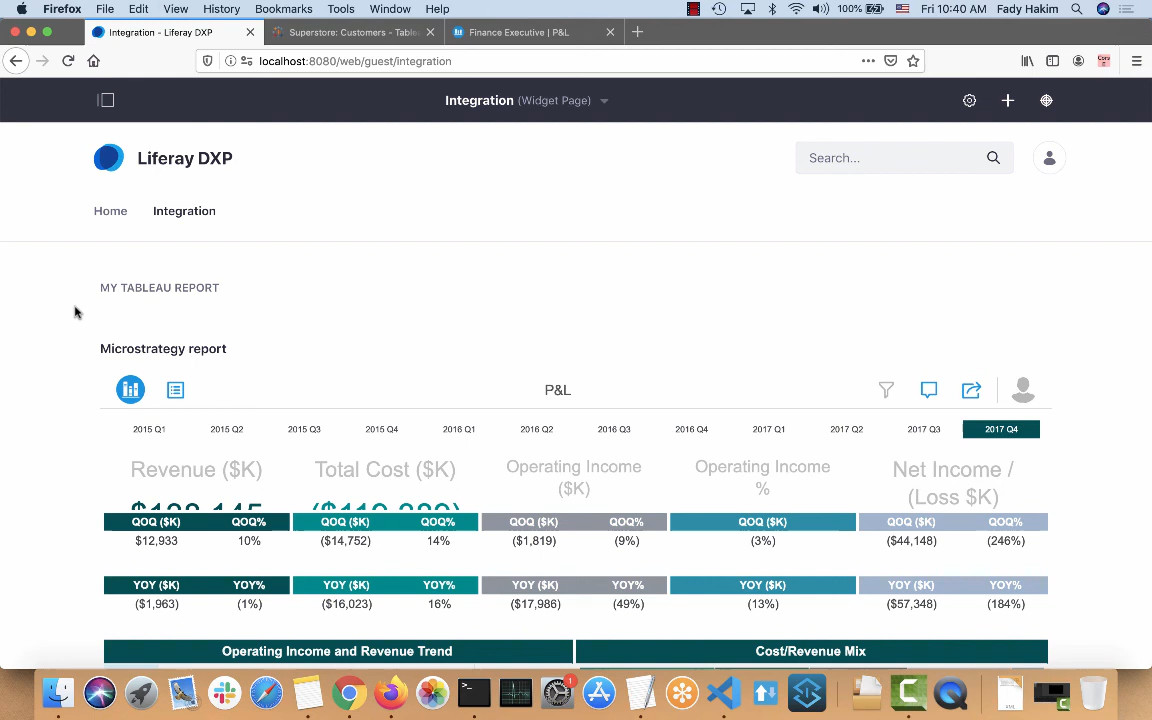 Firefox File Edit View History Bookmarks Tools Window Help 100% Fri 10:40 AM Fady Hakim
Integration - Liferay DXP Superstore: Customers - Table Finance Executive | P&L
localhost:8080/web/guest/integration
Integration (Widget Page)
Liferay DXP
Search...
Home Integration
MY TABLEAU REPORT
Microstrategy report
P&L
2015 Q1 2015 Q2 2015 Q3 2015 Q4 2016 Q1 2016 Q2 2016 Q3 2016 Q4 2017 Q1 2017 Q2 2017 Q3 2017 Q4
Revenue ($K) Total Cost ($K) Operating Income ($K) Operating Income % Net Income / (Loss $K)
QOQ ($K) QOQ% QOQ ($K) QOQ% QOQ ($K) QOQ% QOQ ($K) QOQ ($K) QOQ%
$12,933 10% ($14,752) 14% ($1,819) (9%) (3%) ($44,148) (246%)
YOY ($K) YOY% YOY ($K) YOY% YOY ($K) YOY% YOY ($K) YOY ($K) YOY%
($1,963) (1%) ($16,023) 16% ($17,986) (49%) (13%) ($57,348) (184%)
Operating Income and Revenue Trend Cost/Revenue Mix
1